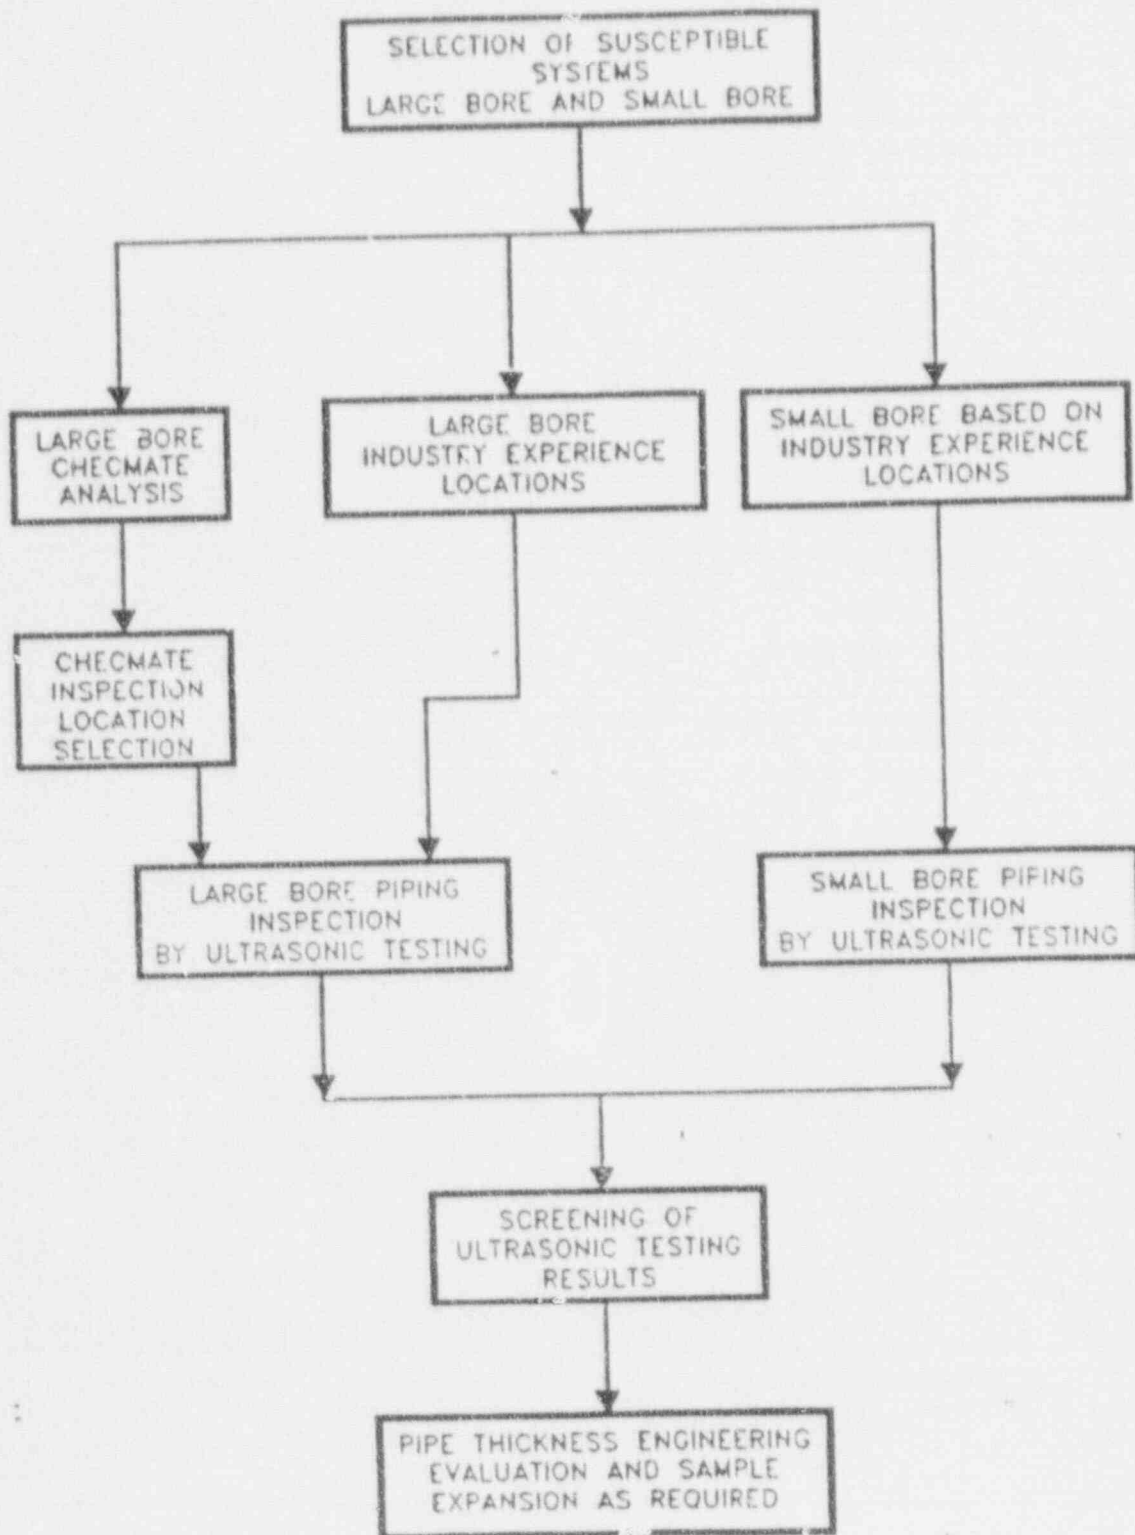 SELECTION OF SUSCEPTIBLE
SYSTEMS
LARGE BORE AND SMALL BORE
LARGE BORE
CHECMATE
ANALYSIS
LARGE BORE
INDUSTRY EXPERIENCE
LOCATIONS
SMALL BORE BASED ON
INDUSTRY EXPERIENCE
LOCATIONS
CHECMATE
INSPECTION
LOCATION
SELECTION
LARGE BORE PIPING
INSPECTION
BY ULTRASONIC TESTING
SMALL BORE PIPING
INSPECTION
BY ULTRASONIC TESTING
SCREENING OF
ULTRASONIC TESTING
RESULTS
PIPE THICKNESS ENGINEERING
EVALUATION AND SAMPLE
EXPANSION AS REQUIRED